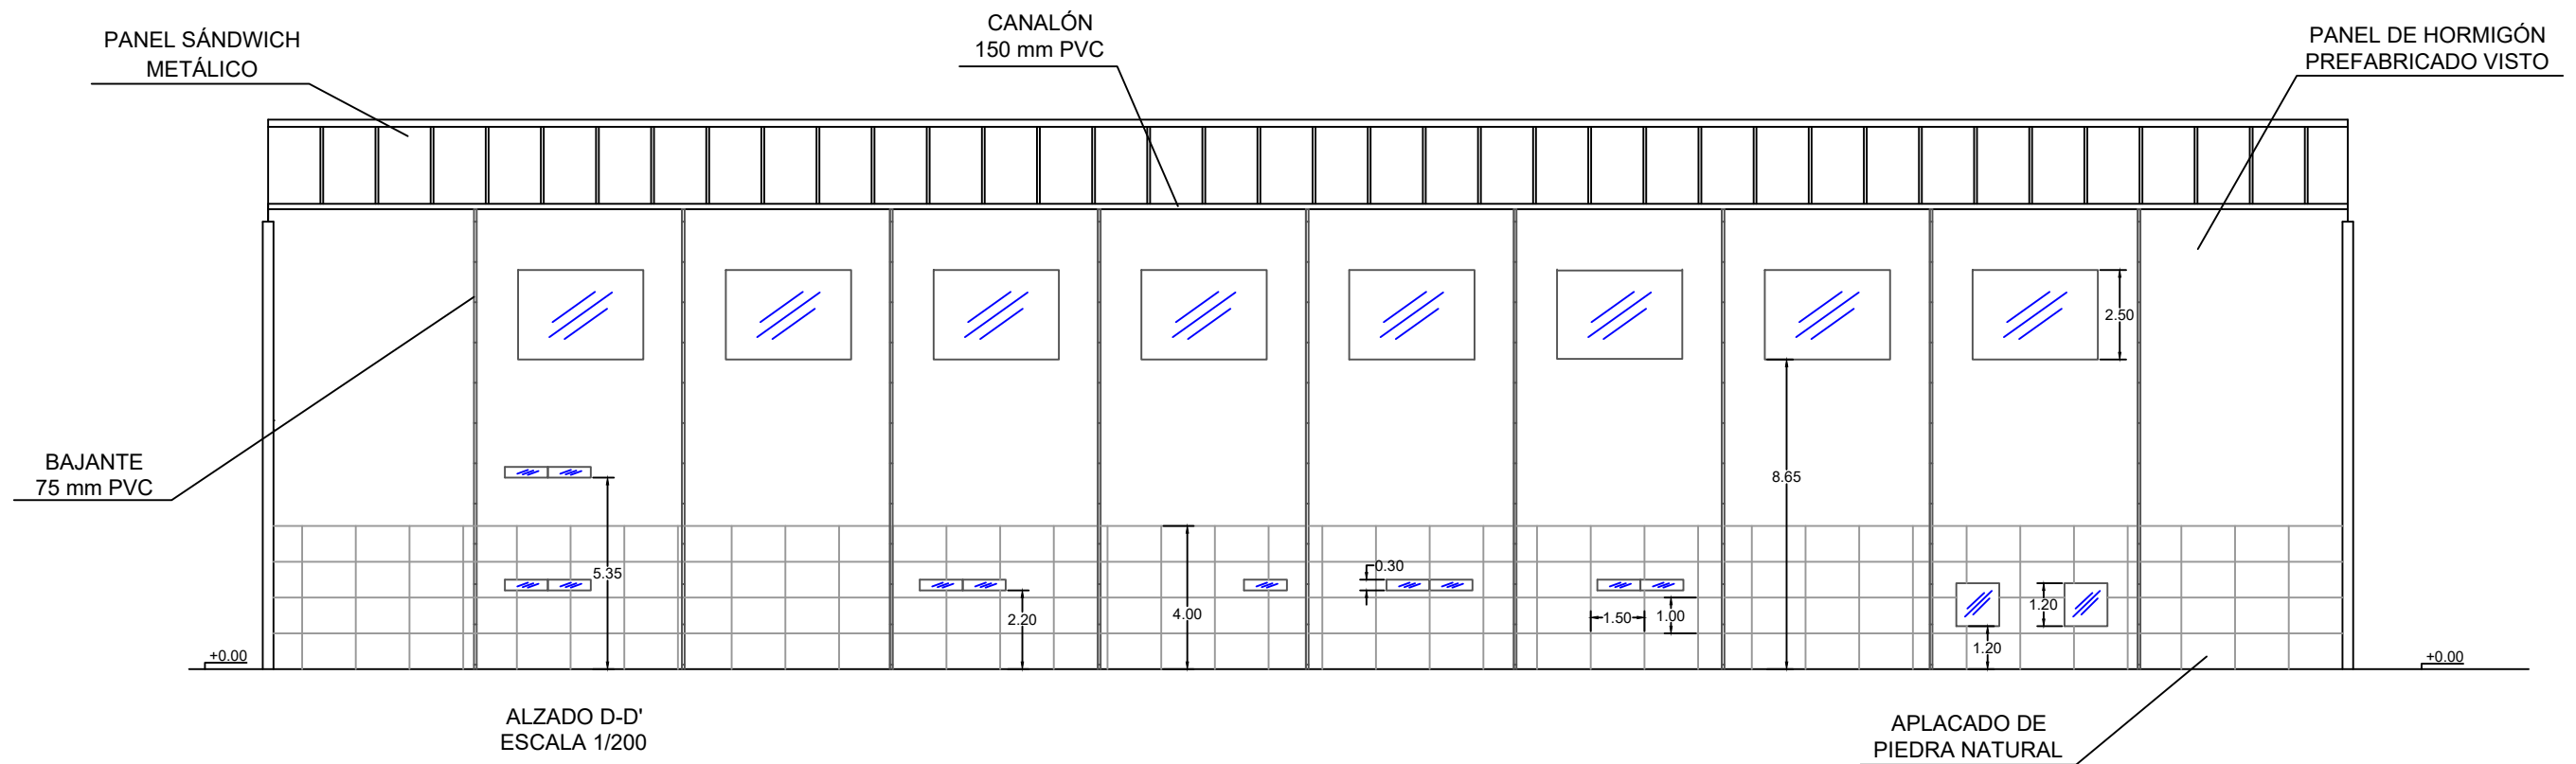 CANALÓN
150 mm PVC
PANEL SÁNDWICH
METÁLICO
PANEL DE HORMIGÓN
PREFABRICADO VISTO
2.50
BAJANTE
75 mm PVC
8.65
5.35
0.30
2.20
4.00
1.50
1.00
1.20
1.20
+0.00
+0.00
ALZADO D-D'
ESCALA 1/200
APLACADO DE
PIEDRA NATURAL